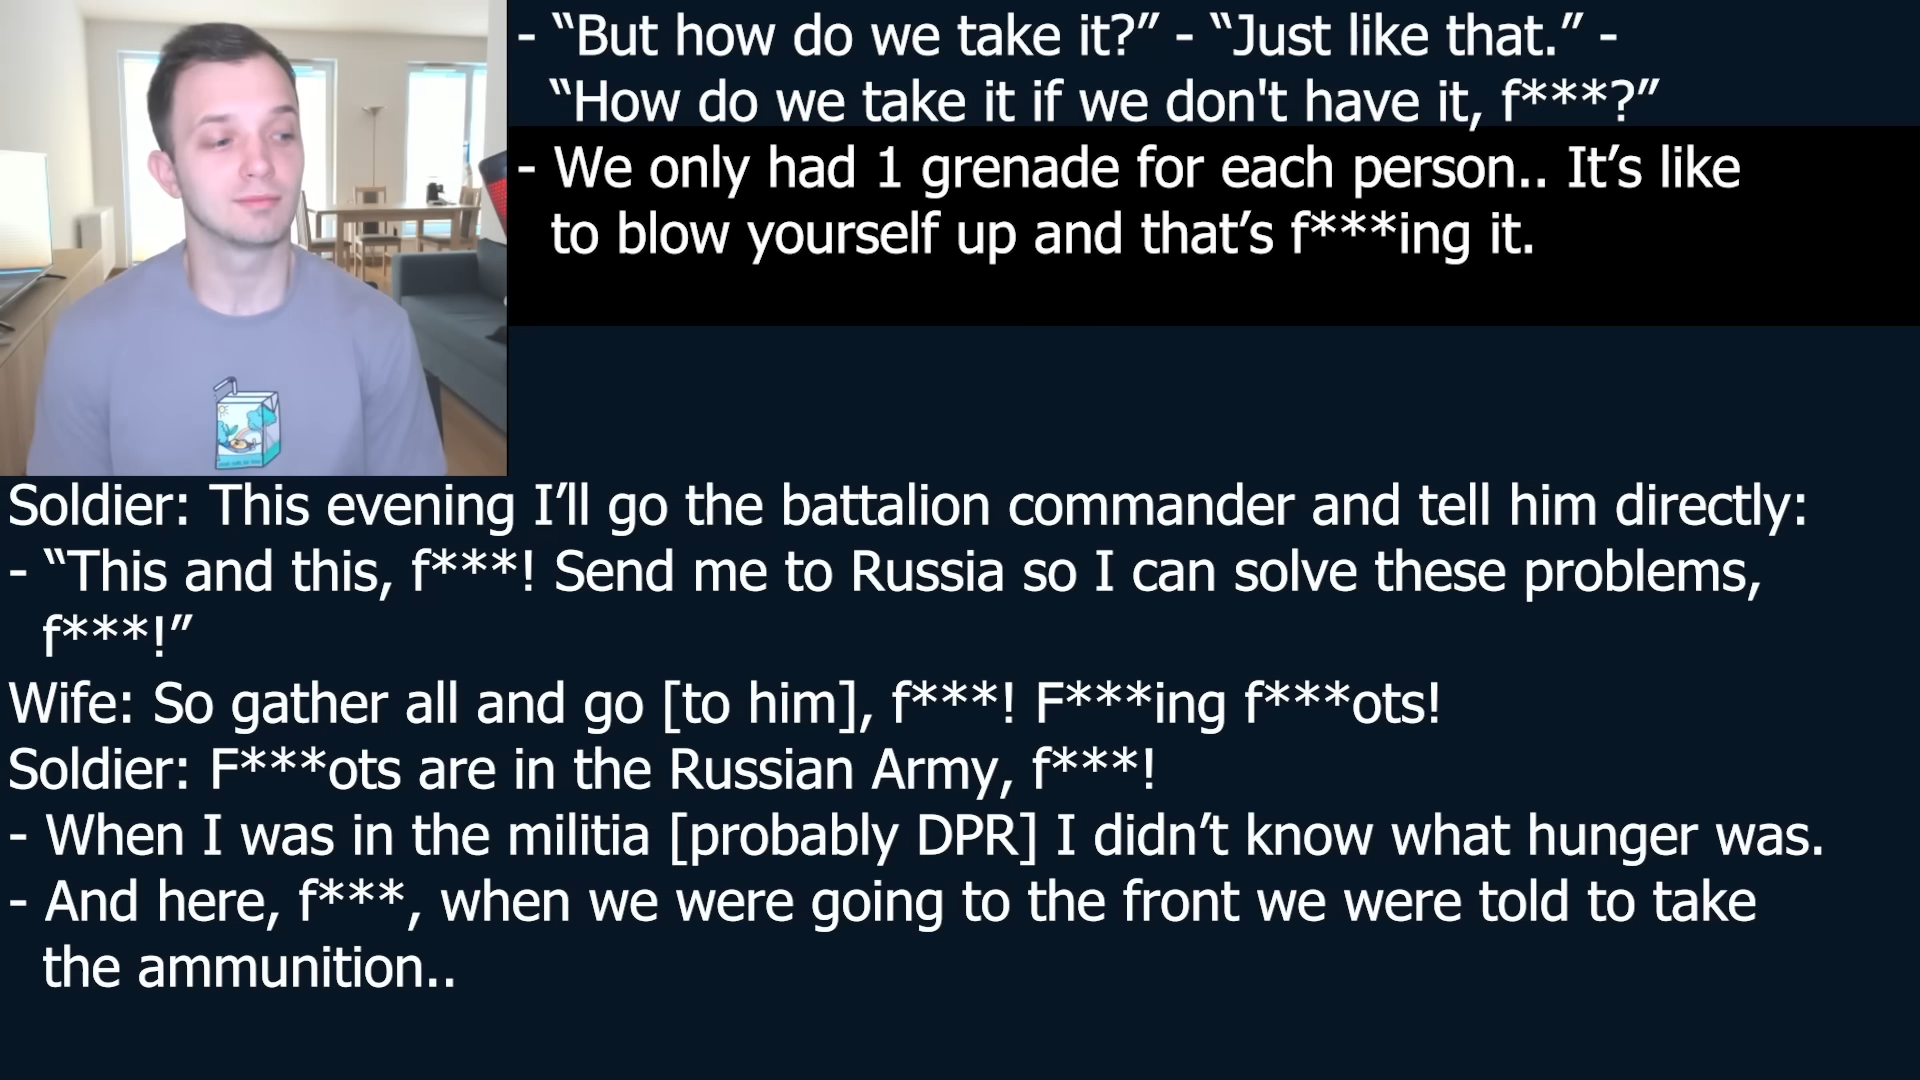 - “But how do we take it?” - “Just like that.” -
“How do we take it if we don't have it, f***?”
- We only had 1 grenade for each person.. It’s like
to blow yourself up and that’s f***ing it.
Soldier: This evening I’ll go the battalion commander and tell him directly:
- “This and this, f***! Send me to Russia so I can solve these problems,
f***!”
Wife: So gather all and go [to him], f***! F***ing f***ots!
Soldier: F***ots are in the Russian Army, f***!
- When I was in the militia [probably DPR] I didn’t know what hunger was.
- And here, f***, when we were going to the front we were told to take
the ammunition..